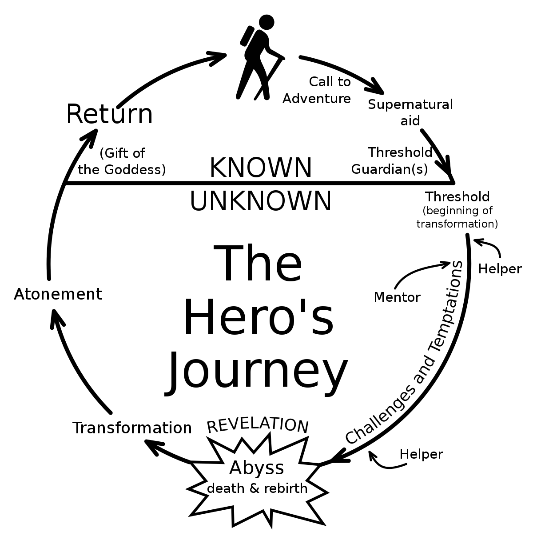 Call to
Adventure
Supernatural
aid
Return
(Gift of
the Goddess)
KNOWN
Threshold
Guardian(s)
UNKNOWN
Threshold
(beginning of
transformation)
The
Hero's
Journey
Helper
Mentor
Challenges and Temptations
Atonement
Transformation
REVELATION
Abyss
death & rebirth
Helper